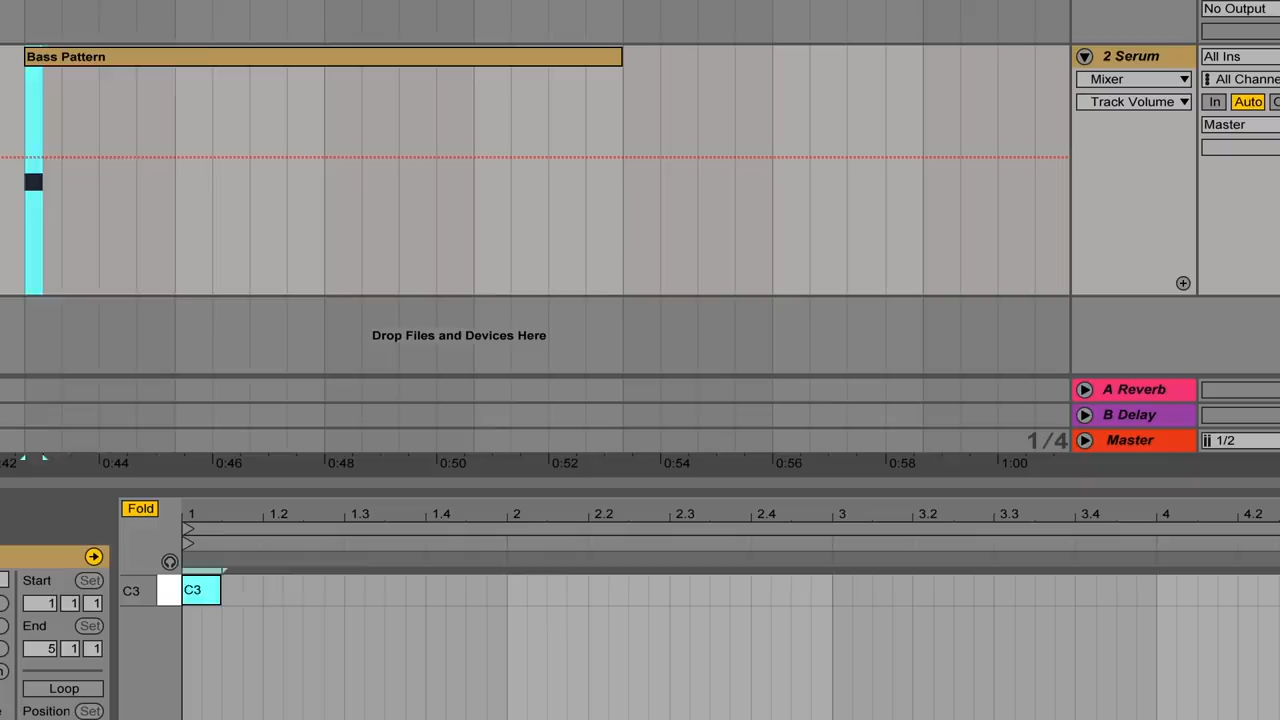 No Output
Bass Pattern
2 Serum
All Ins
Mixer
All Channe
Track Volume
In
Auto
Master
Drop Files and Devices Here
A Reverb
B Delay
1/4
Master
1/2
:42
0:44
0:46
0:48
0:50
0:52
0:54
0:56
0:58
1:00
Fold
1
1.2
1.3
1.4
2
2.2
2.3
2.4
3
3.2
3.3
3.4
4
4.2
Start
Set
C3
C3
1
1
1
End
Set
5
1
1
Loop
Position
Set